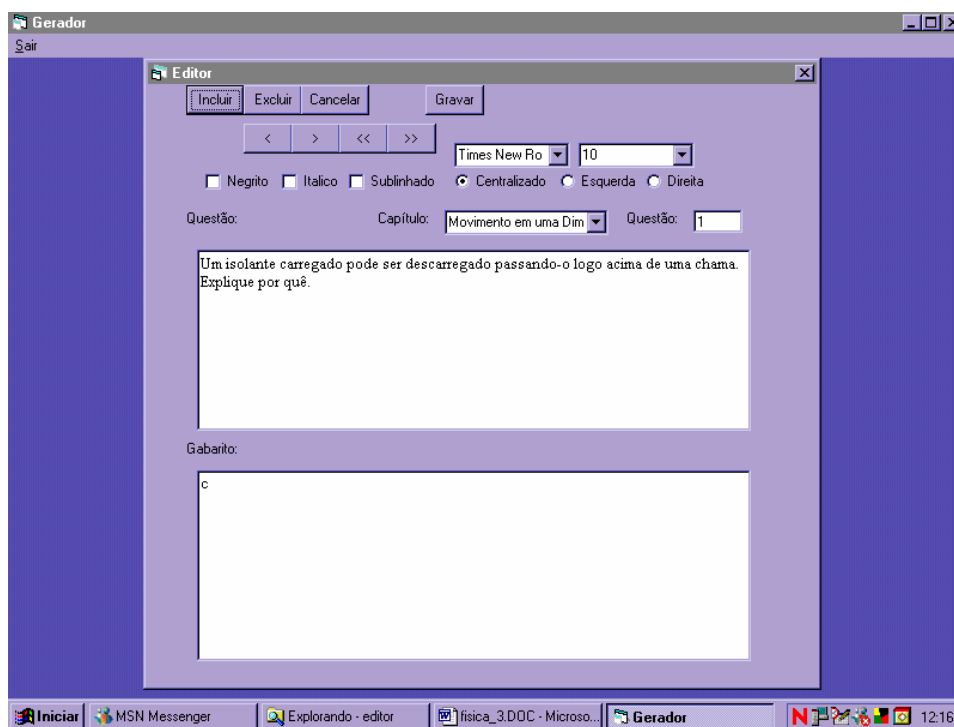 Gerador
Sair
Editor
Incluir Excluir Cancelar Gravar
< > << >>
Times New Ro 10
Negrito Italico Sublinhado Centralizado Esquerda Direita
Questão: Capítulo: Movimento em uma Dim Questão: 1
Um isolante carregado pode ser descarregado passando-o logo acima de uma chama.
Explique por quê.
Gabarito:
c
Iniciar MSN Messenger Explorando - editor fisica_3.DOC - Microso... Gerador N 12:16